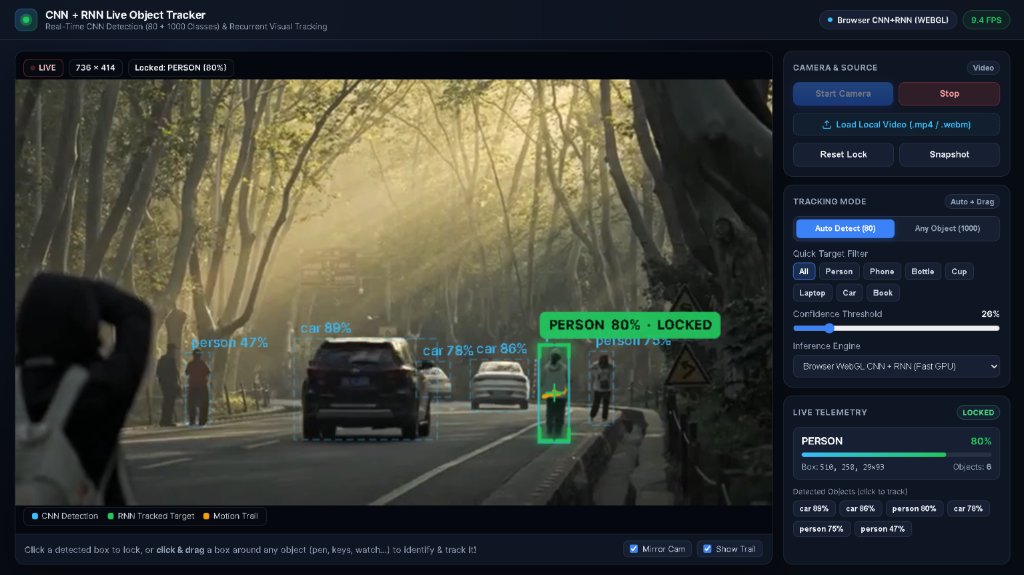 CNN + RNN Live Object Tracker
Real-Time CNN Detection (80 + 1000 Classes) & Recurrent Visual Tracking
Browser CNN+RNN (WEBGL)
9.4 FPS
LIVE
736 × 414
Locked: PERSON (80%)
person 47%
car 89%
car 78%
car 86%
PERSON 80% · LOCKED
person 75%
CNN Detection
RNN Tracked Target
Motion Trail
Click a detected box to lock, or click & drag a box around any object (pen, keys, watch...) to identify & track it!
Mirror Cam
Show Trail
CAMERA & SOURCE
Video
Start Camera
Stop
Load Local Video (.mp4 / .webm)
Reset Lock
Snapshot
TRACKING MODE
Auto + Drag
Auto Detect (80)
Any Object (1000)
Quick Target Filter
All
Person
Phone
Bottle
Cup
Laptop
Car
Book
Confidence Threshold
26%
Inference Engine
Browser WebGL CNN + RNN (Fast GPU)
LIVE TELEMETRY
LOCKED
PERSON
80%
Box: 510, 250, 29×93
Objects: 6
Detected Objects (click to track)
car 89%
car 86%
person 80%
car 78%
person 75%
person 47%